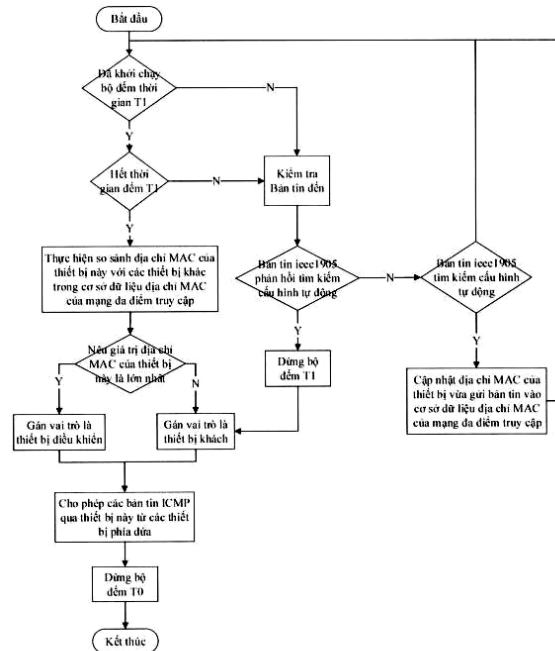 Bắt đầu
Đã khởi chạy
bộ đếm thời
gian T1
N
Y
Hết thời
gian đếm T1
N
Kiểm tra
Bản tin đến
Y
Thực hiện so sánh địa chỉ MAC của
thiết bị này với các thiết bị khác
trong cơ sở dữ liệu địa chỉ MAC
của mạng đa điểm truy cập
Bản tin ieee1905
phản hồi tìm kiếm
cấu hình tự động
N
Bản tin ieee1905
tìm kiếm cấu hình
tự động
Y
Y
Nếu giá trị địa chỉ
MAC của thiết bị
này là lớn nhất
Y
N
Dừng bộ
đếm T1
Cập nhật địa chỉ MAC của
thiết bị vừa gửi bản tin vào
cơ sở dữ liệu địa chỉ MAC
của mạng đa điểm truy cập
Gán vai trò là
thiết bị điều khiển
Gán vai trò là
thiết bị khách
Cho phép các bản tin ICMP
qua thiết bị này từ các thiết
bị phía dưa
Dừng bộ
đếm T0
Kết thúc